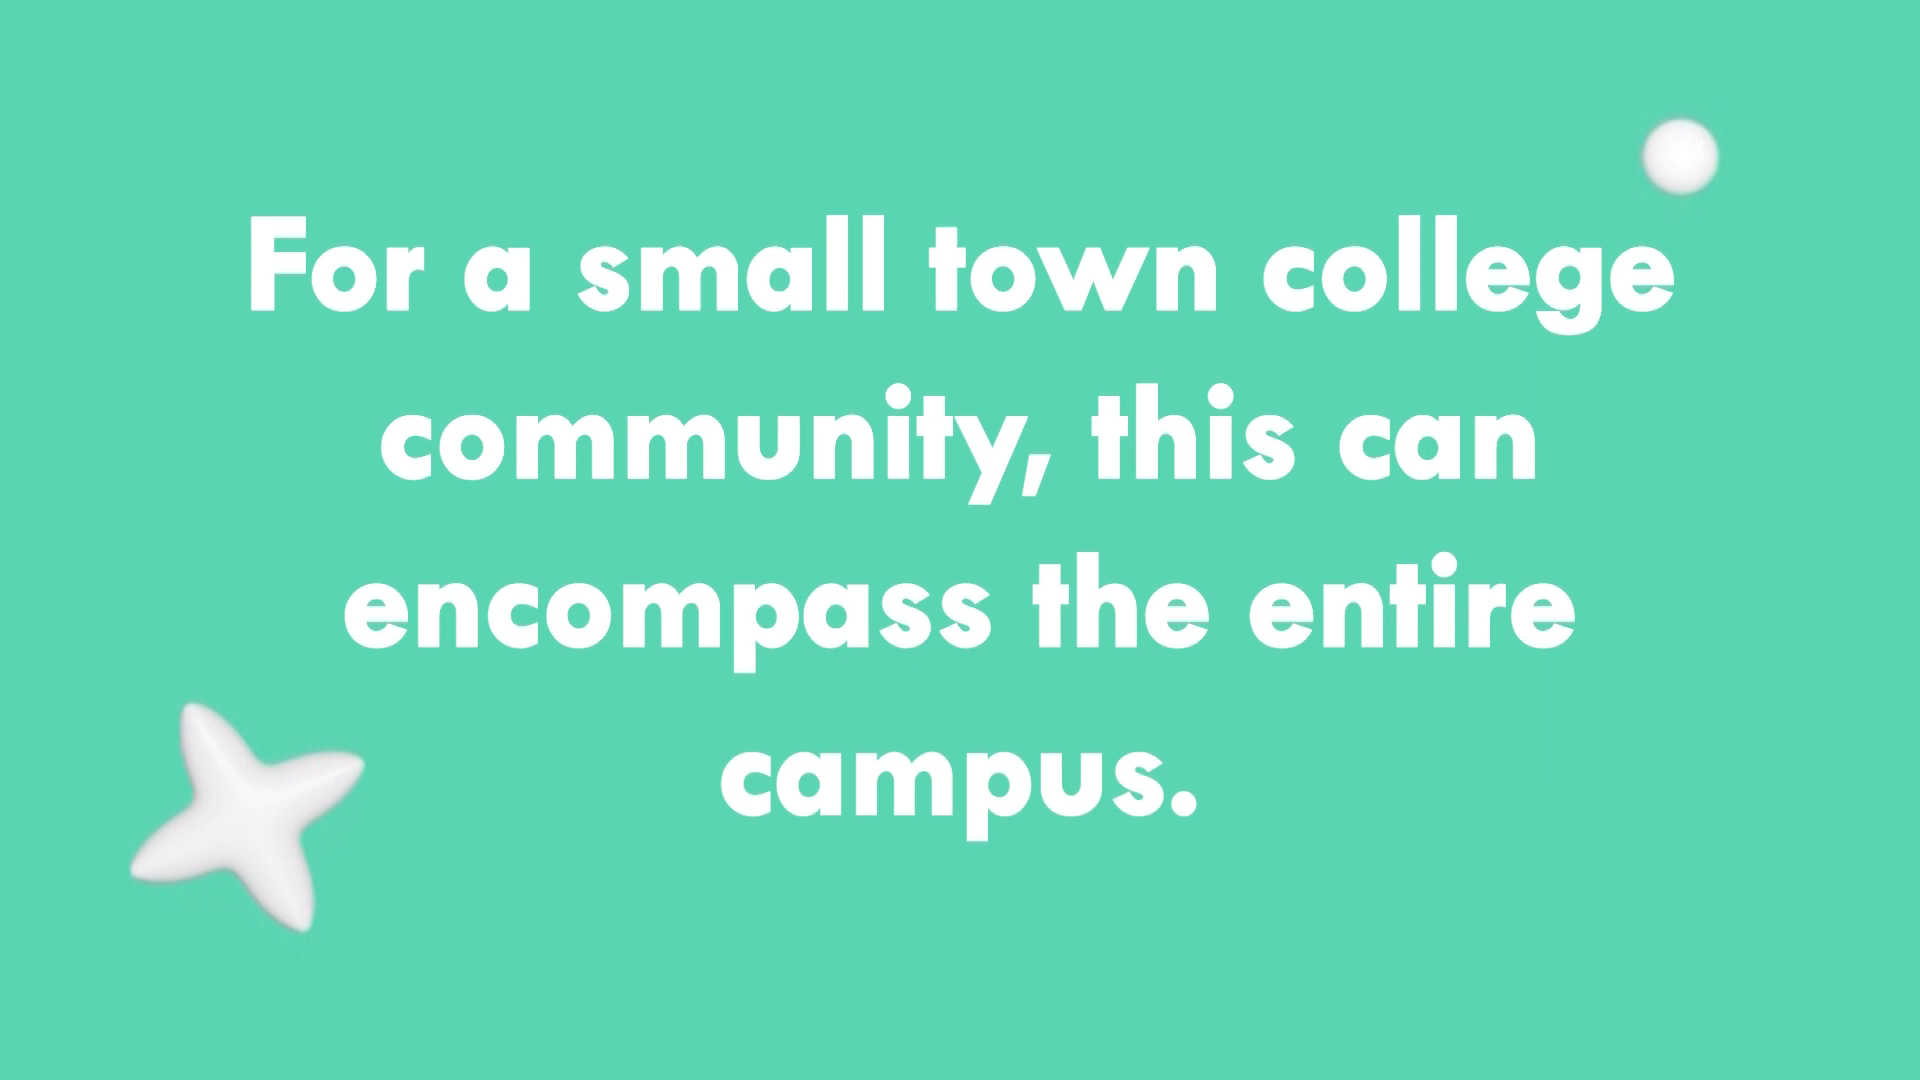 For a small town college
community, this can
encompass the entire
campus.